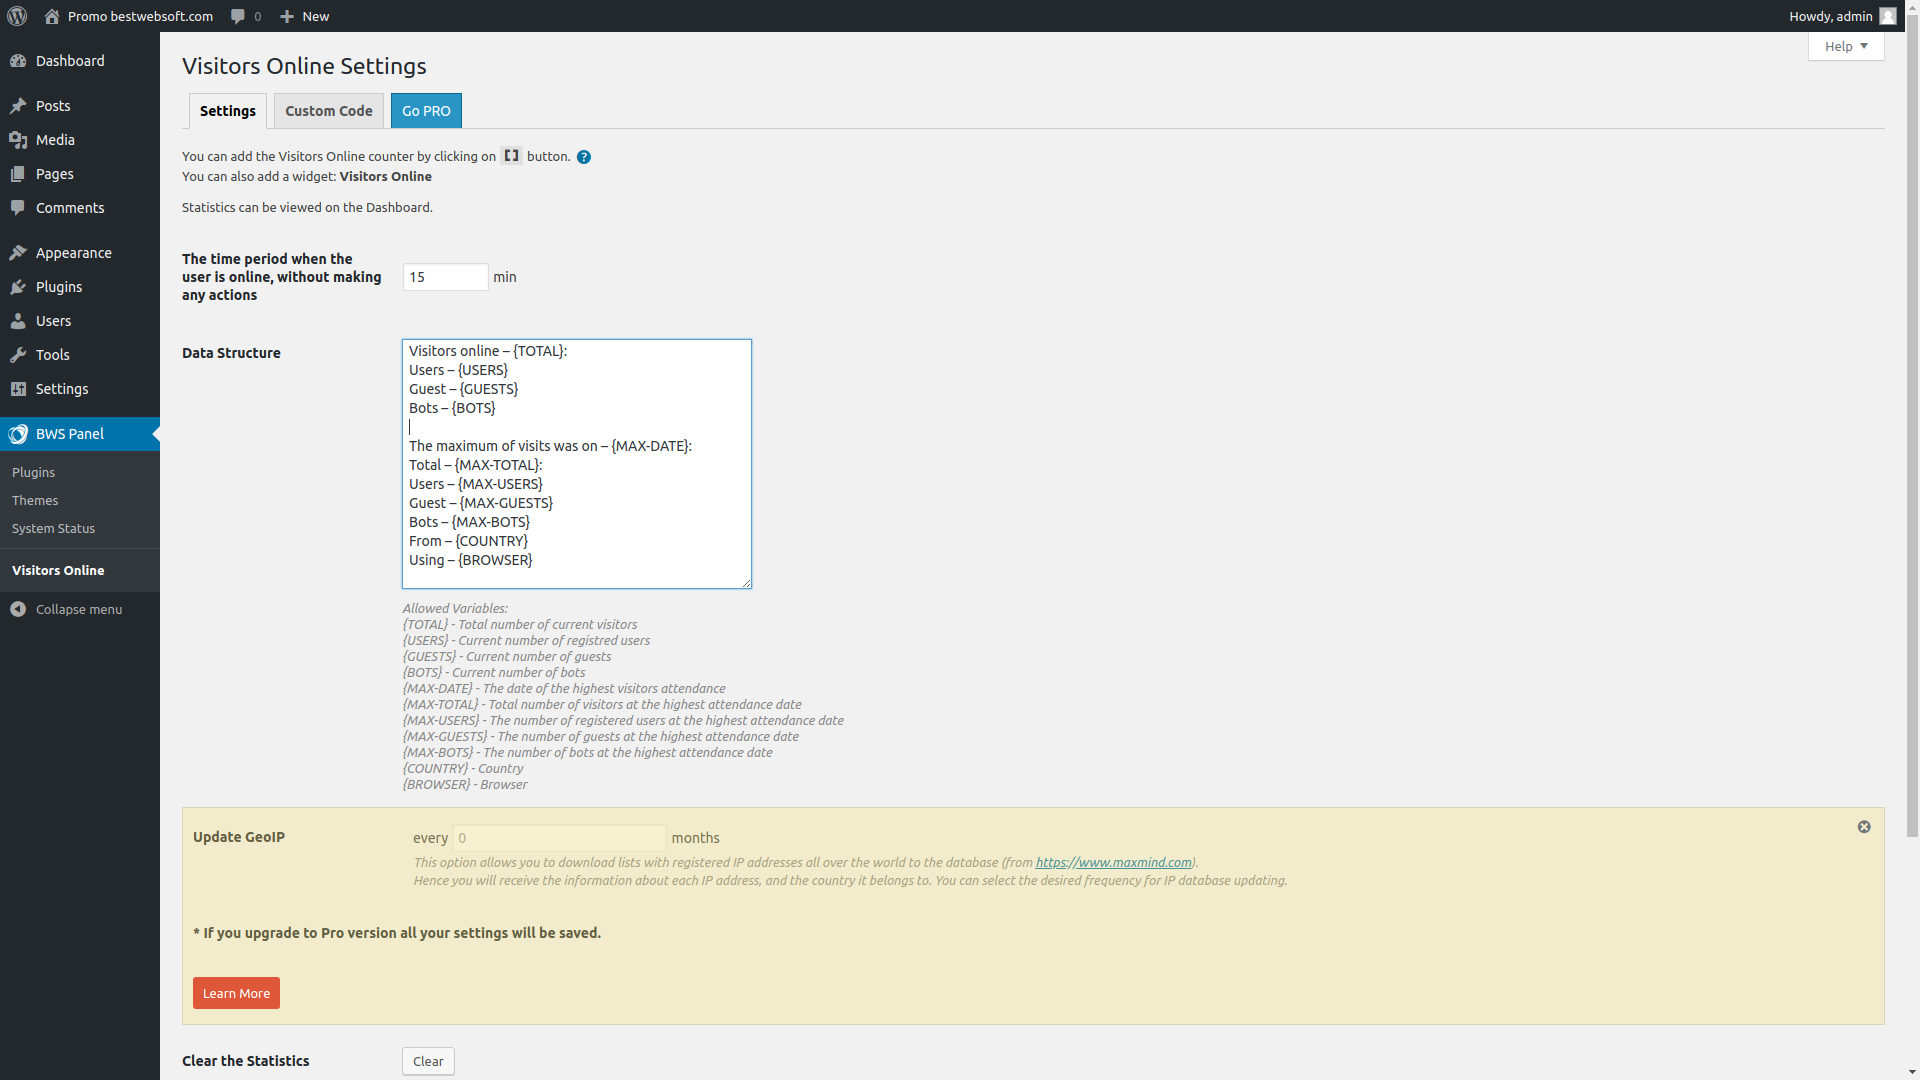 Promo bestwebsoft.com 0 New Howdy, admin
Help
Dashboard
Posts
Media
Pages
Comments
Appearance
Plugins
Users
Tools
Settings
BWS Panel
Plugins
Themes
System Status
Visitors Online
Collapse menu
Visitors Online Settings
Settings Custom Code Go PRO
You can add the Visitors Online counter by clicking on [] button. ?
You can also add a widget: Visitors Online
Statistics can be viewed on the Dashboard.
The time period when the
user is online, without making
any actions
15 min
Data Structure
Visitors online – {TOTAL}:
Users – {USERS}
Guest – {GUESTS}
Bots – {BOTS}
The maximum of visits was on – {MAX-DATE}:
Total – {MAX-TOTAL}:
Users – {MAX-USERS}
Guest – {MAX-GUESTS}
Bots – {MAX-BOTS}
From – {COUNTRY}
Using – {BROWSER}
Allowed Variables:
{TOTAL} - Total number of current visitors
{USERS} - Current number of registred users
{GUESTS} - Current number of guests
{BOTS} - Current number of bots
{MAX-DATE} - The date of the highest visitors attendance
{MAX-TOTAL} - Total number of visitors at the highest attendance date
{MAX-USERS} - The number of registered users at the highest attendance date
{MAX-GUESTS} - The number of guests at the highest attendance date
{MAX-BOTS} - The number of bots at the highest attendance date
{COUNTRY} - Country
{BROWSER} - Browser
Update GeoIP
every 0 months
This option allows you to download lists with registered IP addresses all over the world to the database (from https://www.maxmind.com).
Hence you will receive the information about each IP address, and the country it belongs to. You can select the desired frequency for IP database updating.
* If you upgrade to Pro version all your settings will be saved.
Learn More
Clear the Statistics
Clear